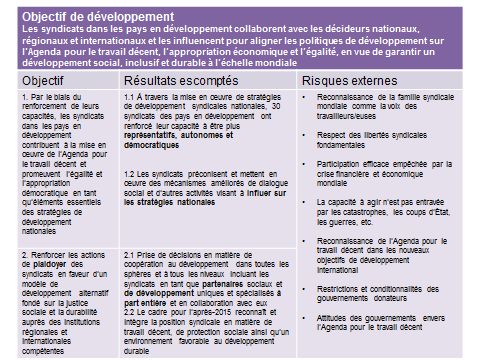 Objectif de développement
Les syndicats dans les pays en développement collaborent avec les décideurs nationaux,
régionaux et internationaux et les influencent pour aligner les politiques de développement sur
l'Agenda pour le travail décent, l'appropriation économique et l'égalité, en vue de garantir un
développement social, inclusif et durable à l'échelle mondiale
Objectif
1. Par le biais du
renforcement de leurs
capacités, les syndicats
dans les pays en
développement
contribuent à la mise en
œuvre de l'Agenda pour
le travail décent et
promeuvent l'égalité et
l'appropriation
démocratique en tant
qu'éléments essentiels
des stratégies de
développement
nationales
Résultats escomptés
1.1 À travers la mise en œuvre de stratégies
de développement syndicales nationales, 30
syndicats des pays en développement ont
renforcé leur capacité à être plus
représentatifs, autonomes et
démocratiques
1.2 Les syndicats préconisent et mettent en
œuvre des mécanismes améliorés de dialogue
social et d'autres activités visant à influer sur
les stratégies nationales
2. Renforcer les actions
de plaidoyer des
syndicats en faveur d'un
modèle de
développement alternatif
fondé sur la justice
sociale et la durabilité
auprès des institutions
régionales et
internationales
compétentes
2.1 Prise de décisions en matière de
coopération au développement dans toutes les
sphères et à tous les niveaux incluant les
syndicats en tant que partenaires sociaux et
de développement uniques et spécialisés à
part entière et en collaboration avec eux
2.2 Le cadre pour l'après-2015 reconnaît et
intègre la position syndicale en matière de
travail décent, de protection sociale ainsi qu'un
environnement favorable au développement
durable
Risques externes
• Reconnaissance de la famille syndicale
mondiale comme la voix des
travailleurs/euses
• Respect des libertés syndicales
fondamentales
• Participation efficace empêchée par la
crise financière et économique
mondiale
• La capacité à agir n'est pas entravée
par les catastrophes, les coups d'État,
les guerres, etc.
• Reconnaissance de l'Agenda pour le
travail décent dans les nouveaux
objectifs de développement
international
• Restrictions et conditionnalités des
gouvernements donateurs
• Attitudes des gouvernements envers
l'Agenda pour le travail décent